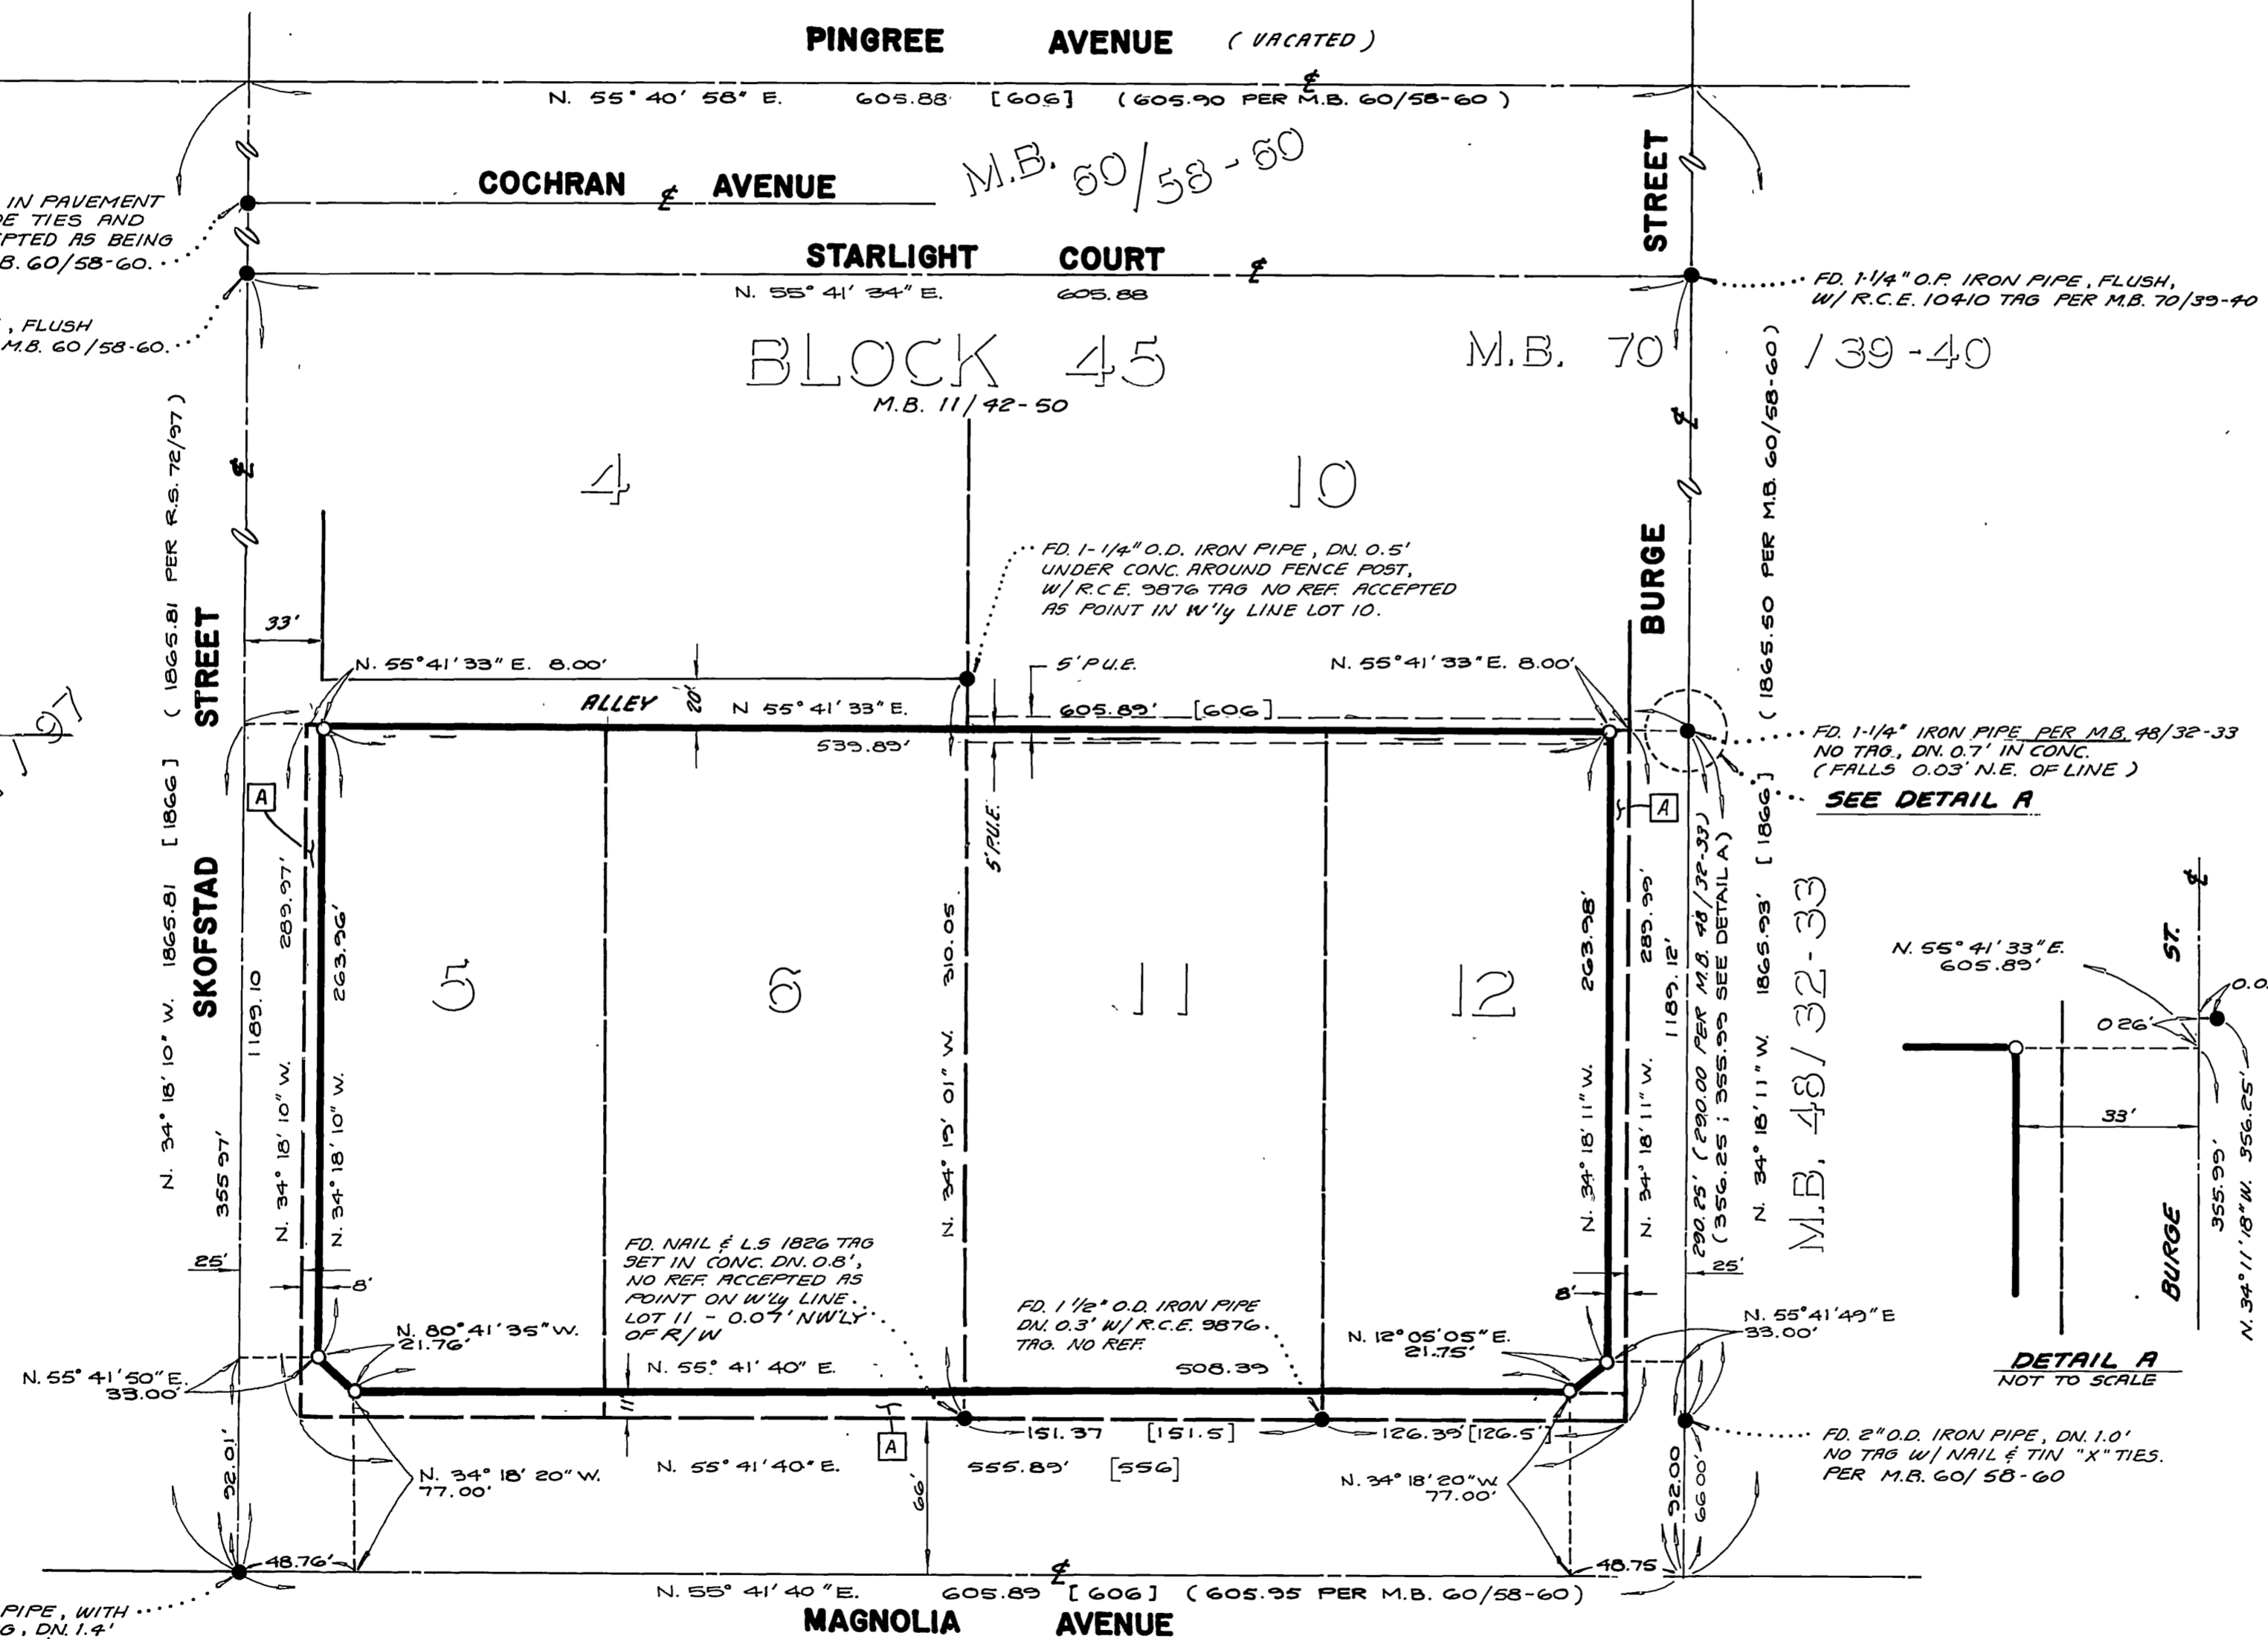 PINGREE AVENUE ( VACATED )
℄
N. 55° 40' 58" E. 605.88' [606] (605.90 PER M.B. 60/58-60 )
M.B. 60/58-60
COCHRAN ℄ AVENUE
IN PAVEMENT
TIES AND
AS BEING
60/58-60.
STARLIGHT COURT ℄
N. 55° 41' 34" E. 605.88
, FLUSH
M.B. 60/58-60.
STREET
FD. 1-1/4" O.P. IRON PIPE, FLUSH,
W/ R.C.E. 10410 TAG PER M.B. 70/39-40
BLOCK 45
M.B. 11/42-50
M.B. 70 / 39-40
4
10
℄
℄
FD. 1-1/4" O.D. IRON PIPE, DN. 0.5'
UNDER CONC. AROUND FENCE POST,
W/ R.C.E. 9876 TAG NO REF. ACCEPTED
AS POINT IN W'ly LINE LOT 10.
33'
N. 55°41'33" E. 8.00'
ALLEY
20'
N 55°41'33" E.
5' P.U.E.
605.89' [606]
N. 55°41'33" E. 8.00'
539.89'
5' P.U.E.
FD. 1-1/4" IRON PIPE PER M.B. 48/32-33
NO TAG, DN. 0.7' IN CONC.
( FALLS 0.03' N.E. OF LINE )
SEE DETAIL A
A
A
SKOFSTAD STREET
N. 34° 18' 10" W. 1865.81 [1866] ( 1865.81 PER R.S. 72/97 )
1189.10
355.97'
N. 34° 18' 10" W. 289.97'
N. 34° 18' 10" W. 263.96'
5
6
N. 34° 19' 01" W. 310.05
11
12
N. 34° 18' 11" W. 263.98'
N. 34° 18' 11" W. 289.99'
1189.12'
290.25' ( 290.00 PER M.B. 48/32-33)
(356.25 ; 355.99 SEE DETAIL A)
N. 34° 18' 11" W. 1865.93' [1866] ( 1865.50 PER M.B. 60/58-60)
BURGE
M.B. 48/32-33
97
25'
8'
25'
8'
FD. NAIL & L.S 1826 TAG
SET IN CONC. DN. 0.8',
NO REF. ACCEPTED AS
POINT ON W'ly LINE
LOT 11 - 0.07' NW'LY
OF R/W
FD. 1 1/2" O.D. IRON PIPE
DN. 0.3' W/ R.C.E. 9876
TAG. NO REF.
N. 80°41'35" W.
21.76'
N. 12°05'05" E.
21.75'
N. 55°41'49" E
33.00'
N. 55°41'50" E.
33.00'
N. 55° 41' 40" E. 508.39
11'
A
151.37 [151.5] 126.39' [126.5']
N. 55° 41' 40" E. 555.89' [556]
66'
N. 34° 18' 20" W.
77.00'
N. 34° 18' 20" W.
77.00'
92.01'
92.00
66.00'
48.76'
48.75
℄
N. 55° 41' 40" E. 605.89 [606] (605.95 PER M.B. 60/58-60)
MAGNOLIA AVENUE
PIPE, WITH
DN. 1.4'
FD. 2" O.D. IRON PIPE, DN. 1.0'
NO TAG W/ NAIL & TIN "X" TIES.
PER M.B. 60/58-60
N. 55°41'33" E.
605.89'
0.26'
33'
355.99'
N. 34°11'18" W. 356.25'
BURGE ST. ℄
DETAIL A
NOT TO SCALE